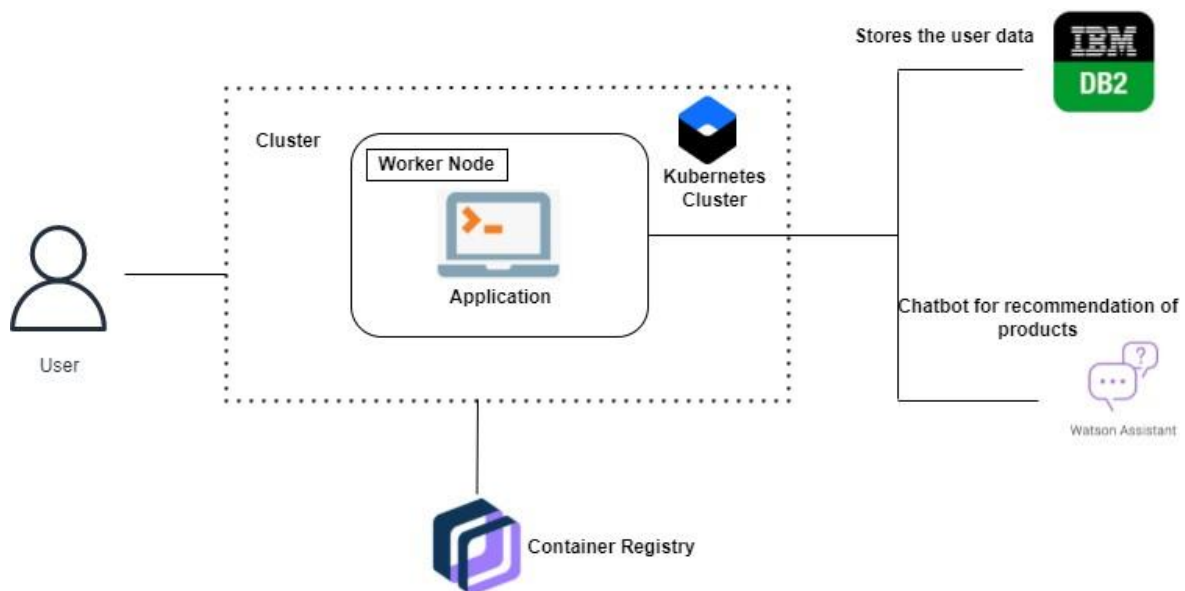 Stores the user data
IBM
DB2
Cluster
Worker Node
Kubernetes
Cluster
Application
User
Chatbot for recommendation of
products
Watson Assistant
Container Registry